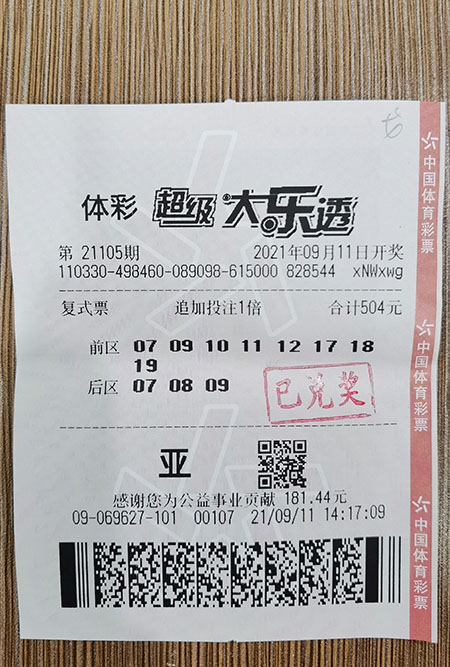 体彩 超级大乐透
第 21105期 2021年09月11日开奖
110330-498460-089098-615000 828544 xNWxwg
复式票 追加投注1倍 合计504元
前区 07 09 10 11 12 17 18
19
后区 07 08 09
已兑奖
亚
感谢您为公益事业贡献 181.44元
09-069627-101 00107 21/09/11 14:17:09
中国体育彩票
中国体育彩票
中国体育彩票